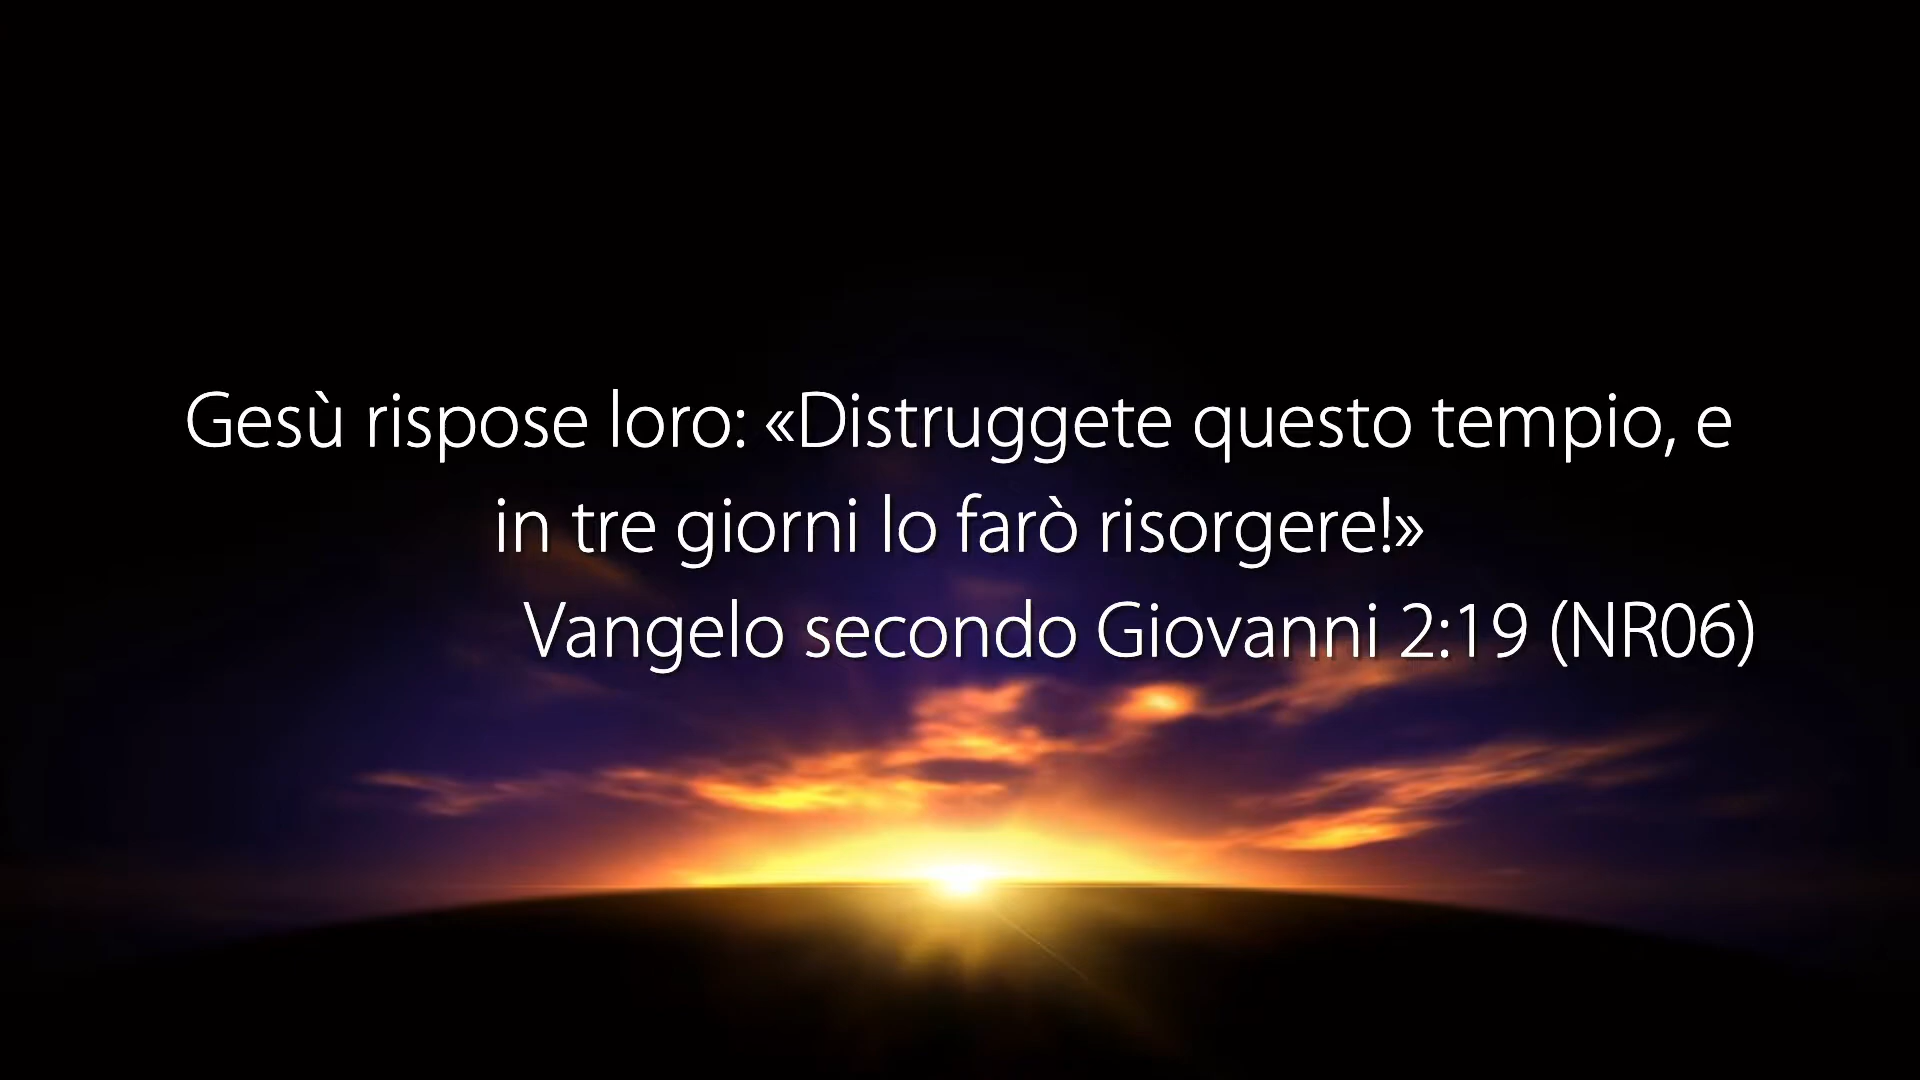 Gesù rispose loro: «Distruggete questo tempio, e
in tre giorni lo farò risorgere!»
Vangelo secondo Giovanni 2:19 (NR06)